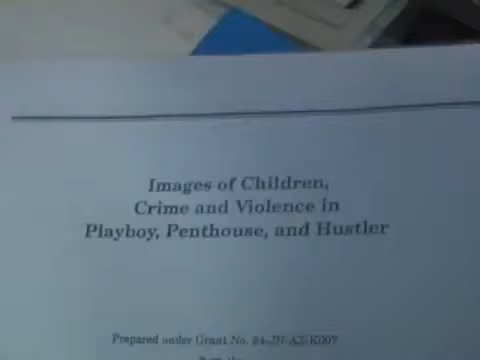 Images of Children,
Crime and Violence in
Playboy, Penthouse, and Hustler
Prepared under Grant No. 84-JN-AX-K007